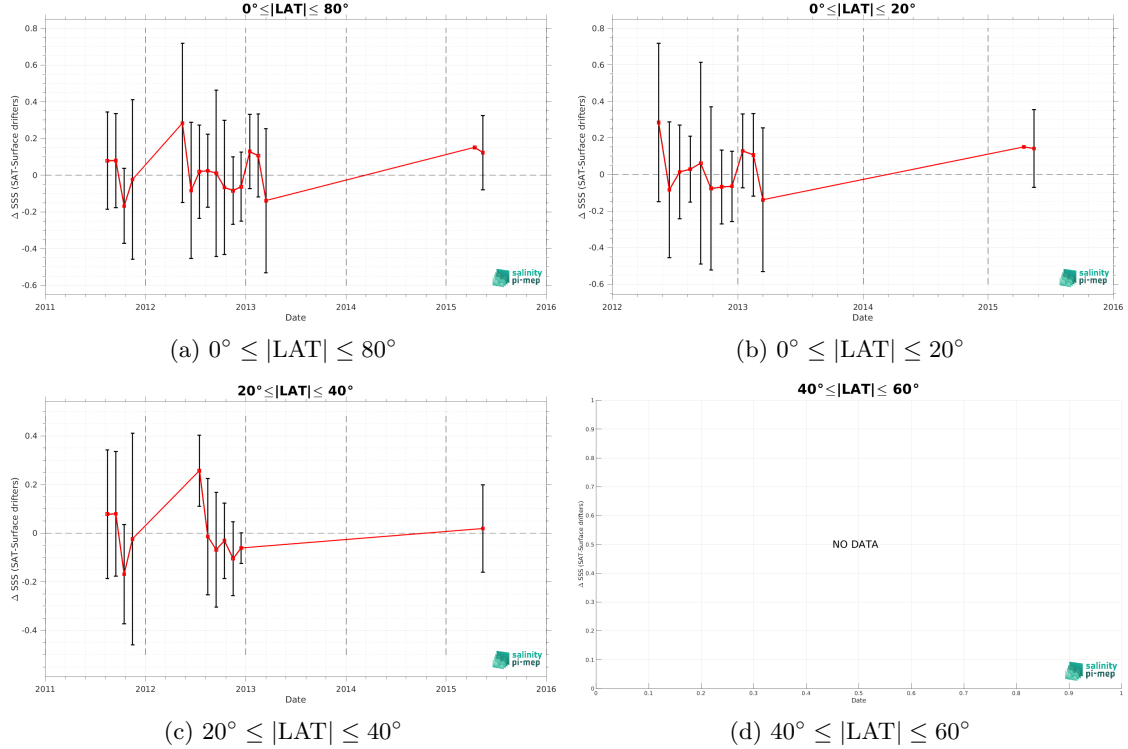 0°≤|LAT|≤ 80°
Δ SSS (SAT-Surface drifters)
0.8
0.6
0.4
0.2
0
-0.2
-0.4
-0.6
2011 2012 2013 2014 2015 2016
Date
salinity
pi-mep
(a) 0° ≤ |LAT| ≤ 80°
0°≤|LAT|≤ 20°
Δ SSS (SAT-Surface drifters)
0.8
0.6
0.4
0.2
0
-0.2
-0.4
-0.6
2012 2013 2014 2015 2016
Date
salinity
pi-mep
(b) 0° ≤ |LAT| ≤ 20°
20°≤|LAT|≤ 40°
Δ SSS (SAT-Surface drifters)
0.4
0.2
0
-0.2
-0.4
2011 2012 2013 2014 2015 2016
Date
salinity
pi-mep
(c) 20° ≤ |LAT| ≤ 40°
40°≤|LAT|≤ 60°
Δ SSS (SAT-Surface drifters)
1
0.9
0.8
0.7
0.6
0.5
0.4
0.3
0.2
0.1
0
NO DATA
0 0.1 0.2 0.3 0.4 0.5 0.6 0.7 0.8 0.9 1
Date
salinity
pi-mep
(d) 40° ≤ |LAT| ≤ 60°